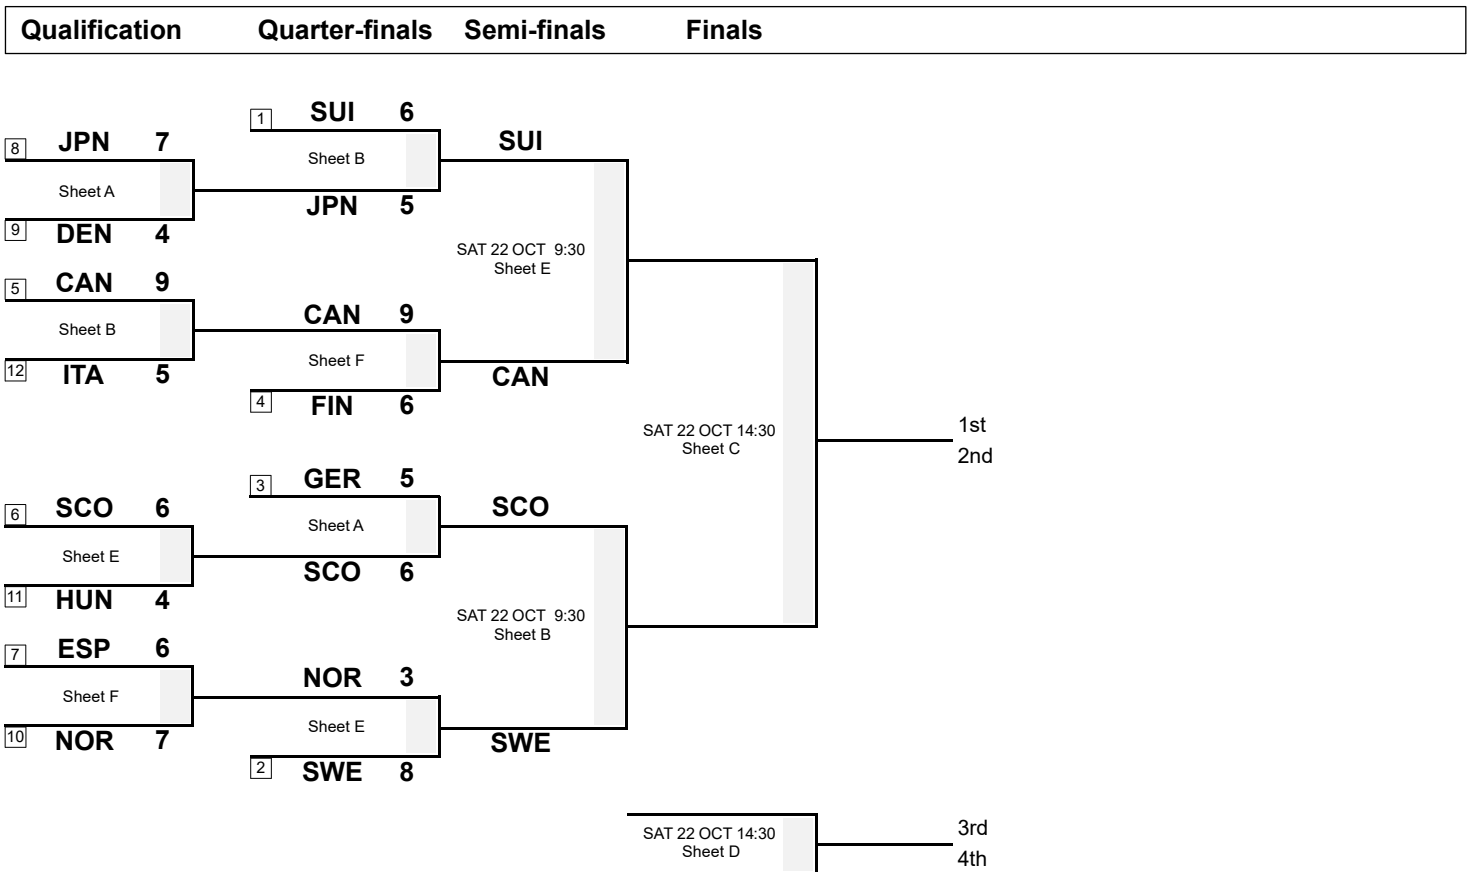 Qualification Quarter-finals Semi-finals Finals
1 SUI 6
8 JPN 7
SUI
Sheet B
Sheet A
JPN 5
9 DEN 4
SAT 22 OCT 9:30
Sheet E
5 CAN 9
CAN 9
Sheet B
Sheet F
12 ITA 5
CAN
4 FIN 6
SAT 22 OCT 14:30
Sheet C
1st
2nd
3 GER 5
6 SCO 6
SCO
Sheet A
Sheet E
SCO 6
11 HUN 4
SAT 22 OCT 9:30
Sheet B
7 ESP 6
NOR 3
Sheet F
Sheet E
10 NOR 7
SWE
2 SWE 8
SAT 22 OCT 14:30
Sheet D
3rd
4th